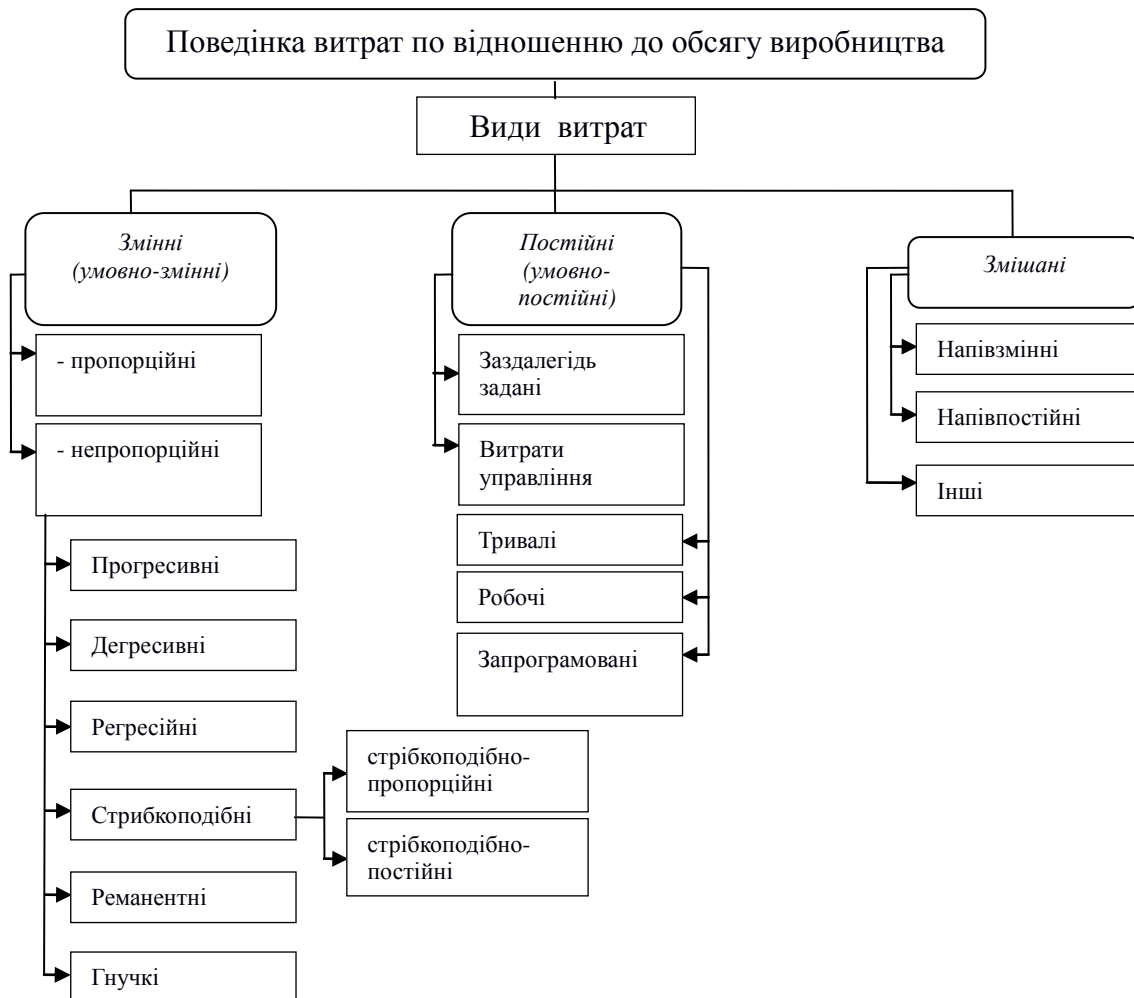 Поведінка витрат по відношенню до обсягу виробництва
Види витрат
Змінні
(умовно-змінні)
- пропорційні
- непропорційні
Прогресивні
Дегресивні
Регресійні
Стрибкоподібні
стрібкоподібно-
пропорційні
стрібкоподібно-
постійні
Реманентні
Гнучкі
Постійні
(умовно-
постійні)
Заздалегідь
задані
Витрати
управління
Тривалі
Робочі
Запрограмовані
Змішані
Напівзмінні
Напівпостійні
Інші